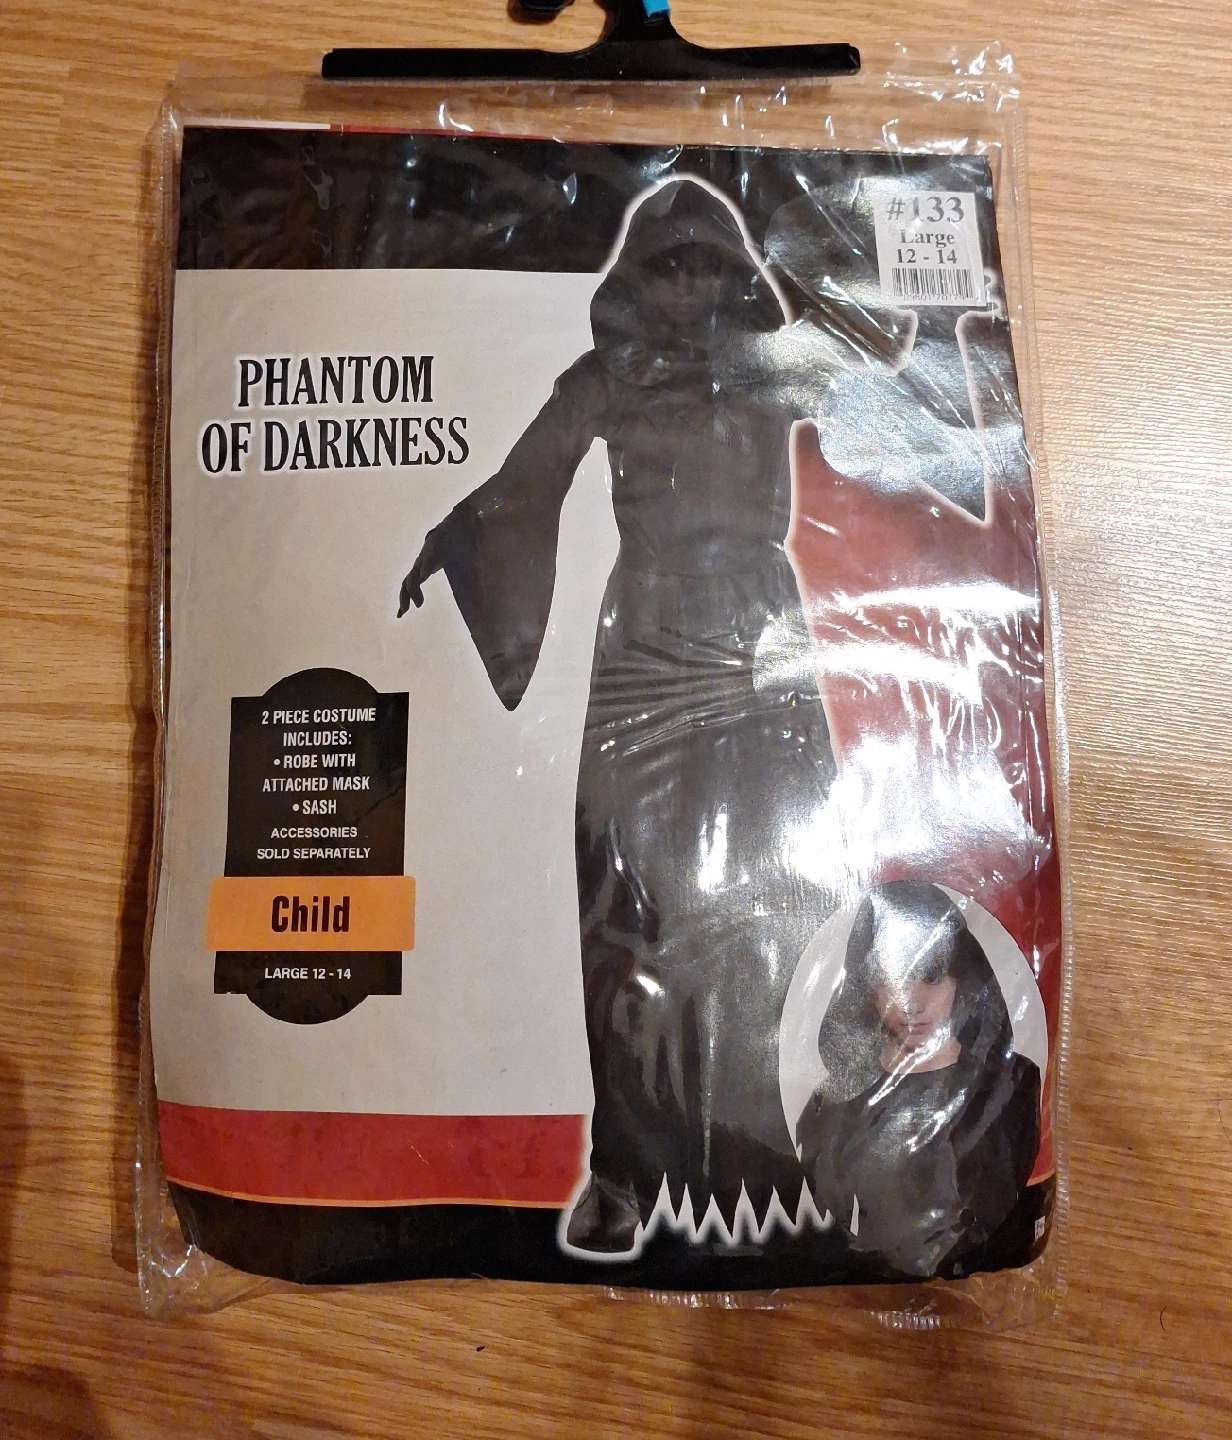 #133
Large
12 - 14
PHANTOM
OF DARKNESS
2 PIECE COSTUME
INCLUDES:
• ROBE WITH
ATTACHED MASK
• SASH
ACCESSORIES
SOLD SEPARATELY
Child
LARGE 12 - 14